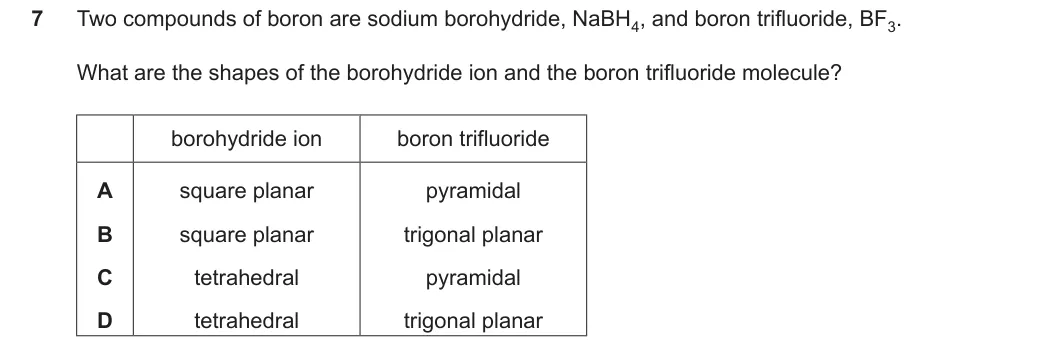 7 Two compounds of boron are sodium borohydride, NaBH₄, and boron trifluoride, BF₃.
What are the shapes of the borohydride ion and the boron trifluoride molecule?
borohydride ion boron trifluoride
A square planar pyramidal
B square planar trigonal planar
C tetrahedral pyramidal
D tetrahedral trigonal planar